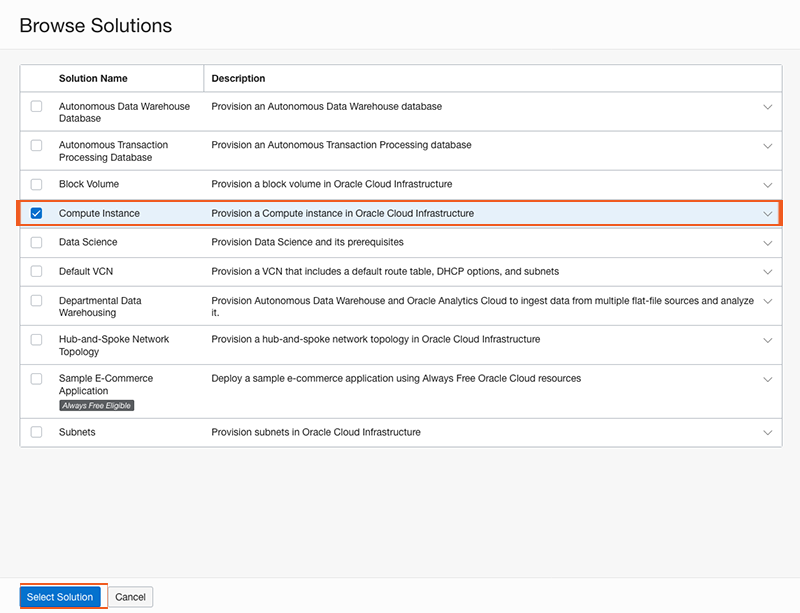 Browse Solutions
Solution Name Description
Autonomous Data Warehouse Provision an Autonomous Data Warehouse database
Database
Autonomous Transaction Provision an Autonomous Transaction Processing database
Processing Database
Block Volume Provision a block volume in Oracle Cloud Infrastructure
Compute Instance Provision a Compute instance in Oracle Cloud Infrastructure
Data Science Provision Data Science and its prerequisites
Default VCN Provision a VCN that includes a default route table, DHCP options, and subnets
Departmental Data Provision Autonomous Data Warehouse and Oracle Analytics Cloud to ingest data from multiple flat-file sources and analyze
Warehousing it.
Hub-and-Spoke Network Provision a hub-and-spoke network topology in Oracle Cloud Infrastructure
Topology
Sample E-Commerce Deploy a sample e-commerce application using Always Free Oracle Cloud resources
Application
Always Free Eligible
Subnets Provision subnets in Oracle Cloud Infrastructure
Select Solution Cancel